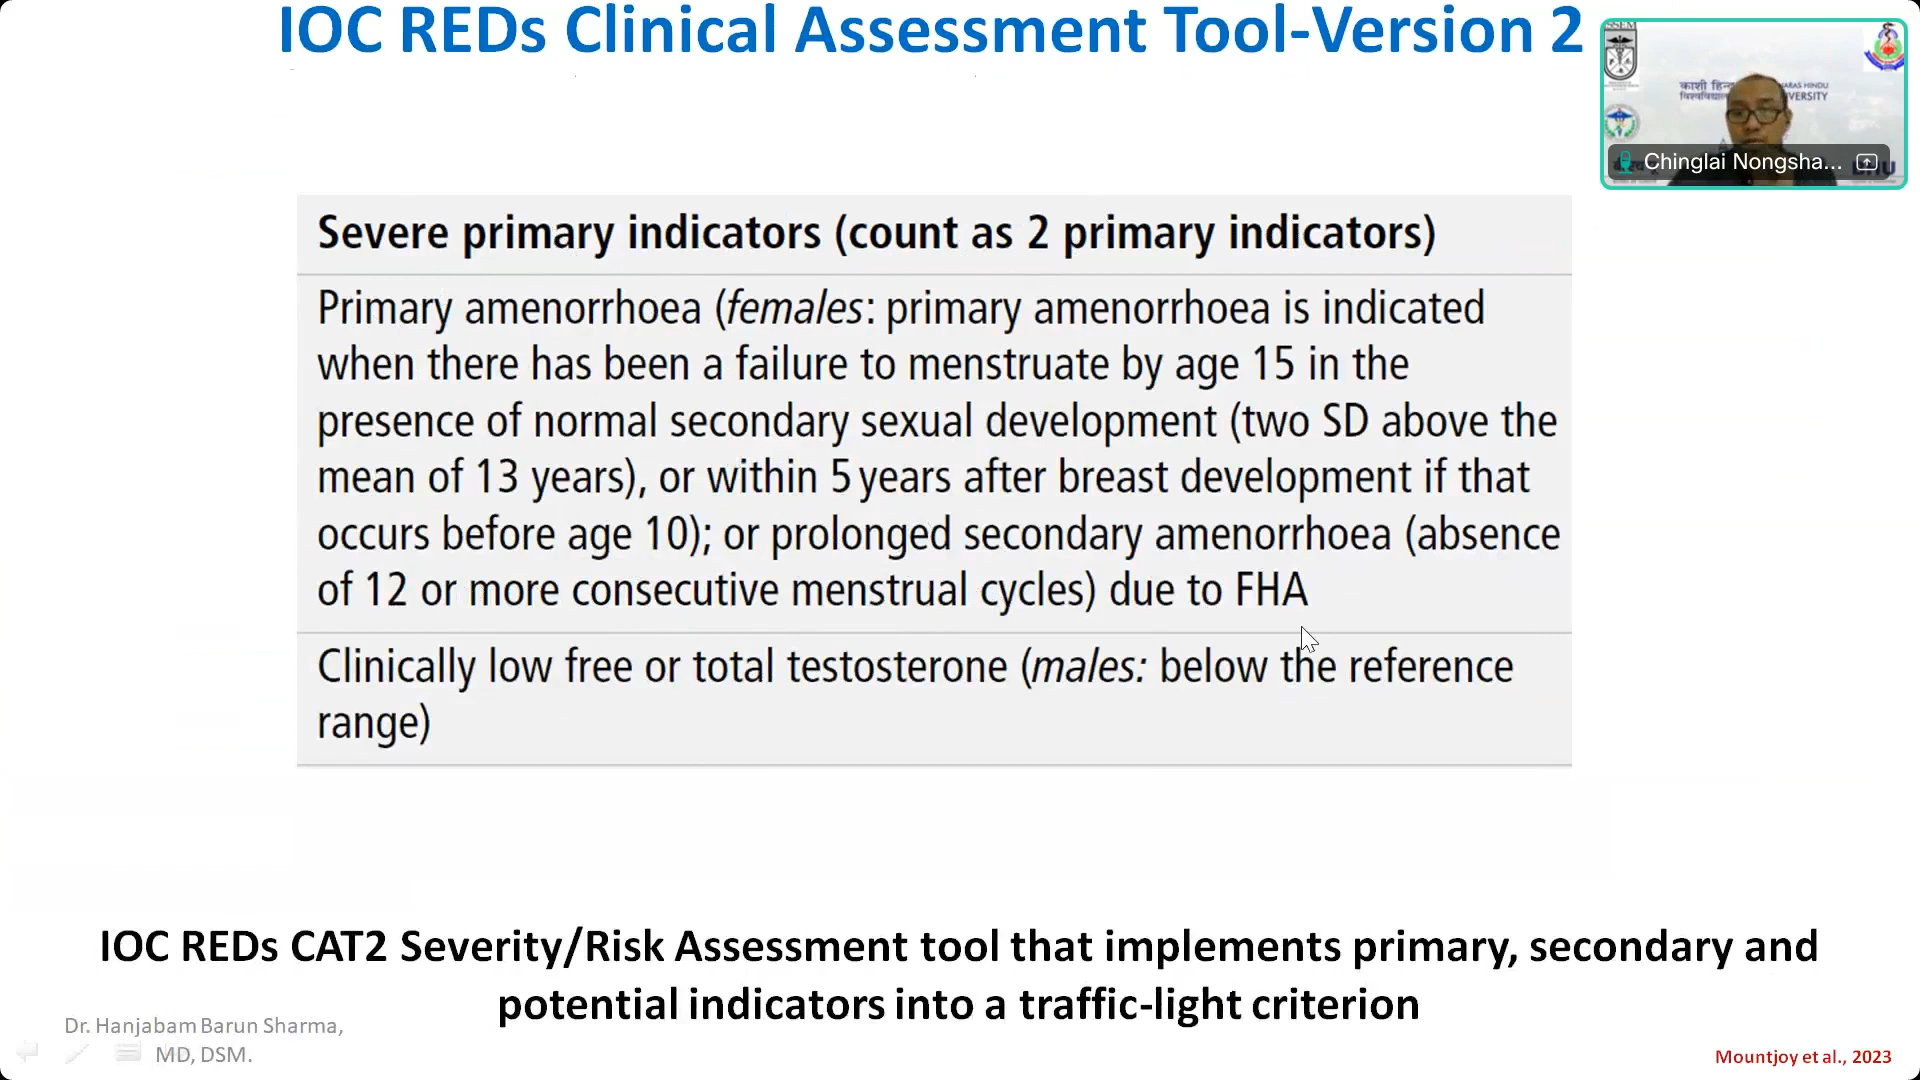 IOC REDs Clinical Assessment Tool-Version 2
SSEM
काशी हिन्
विश्वविद्याल
ARAS HINDU
VERSITY
Chinglai Nongsha...
Severe primary indicators (count as 2 primary indicators)
Primary amenorrhoea (females: primary amenorrhoea is indicated
when there has been a failure to menstruate by age 15 in the
presence of normal secondary sexual development (two SD above the
mean of 13 years), or within 5 years after breast development if that
occurs before age 10); or prolonged secondary amenorrhoea (absence
of 12 or more consecutive menstrual cycles) due to FHA
Clinically low free or total testosterone (males: below the reference
range)
IOC REDs CAT2 Severity/Risk Assessment tool that implements primary, secondary and
potential indicators into a traffic-light criterion
Dr. Hanjabam Barun Sharma,
MD, DSM.
Mountjoy et al., 2023